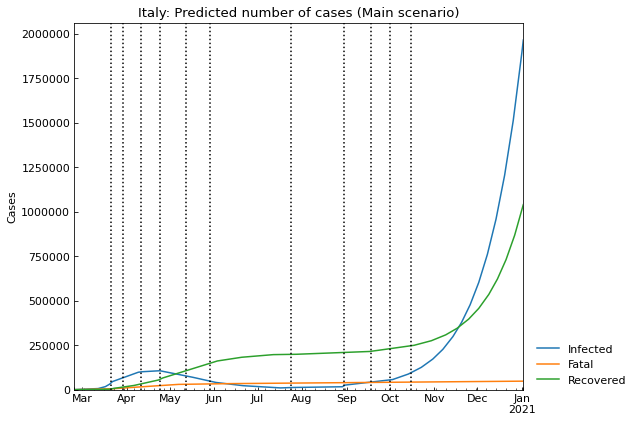 Italy: Predicted number of cases (Main scenario)
Cases
2000000
1750000
1500000
1250000
1000000
750000
500000
250000
0
Mar Apr May Jun Jul Aug Sep Oct Nov Dec Jan
2021
Infected
Fatal
Recovered